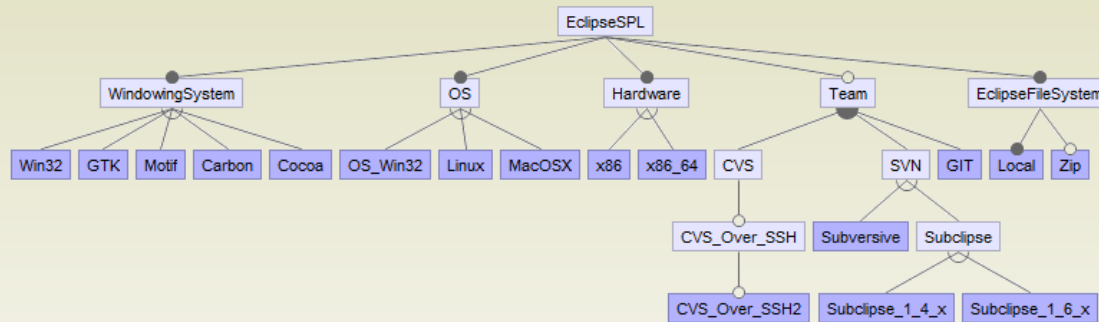 EclipseSPL
WindowingSystem OS Hardware Team EclipseFileSystem
Win32 GTK Motif Carbon Cocoa OS_Win32 Linux MacOSX x86 x86_64 CVS SVN GIT Local Zip
CVS_Over_SSH Subversive Subclipse
CVS_Over_SSH2 Subclipse_1_4_x Subclipse_1_6_x